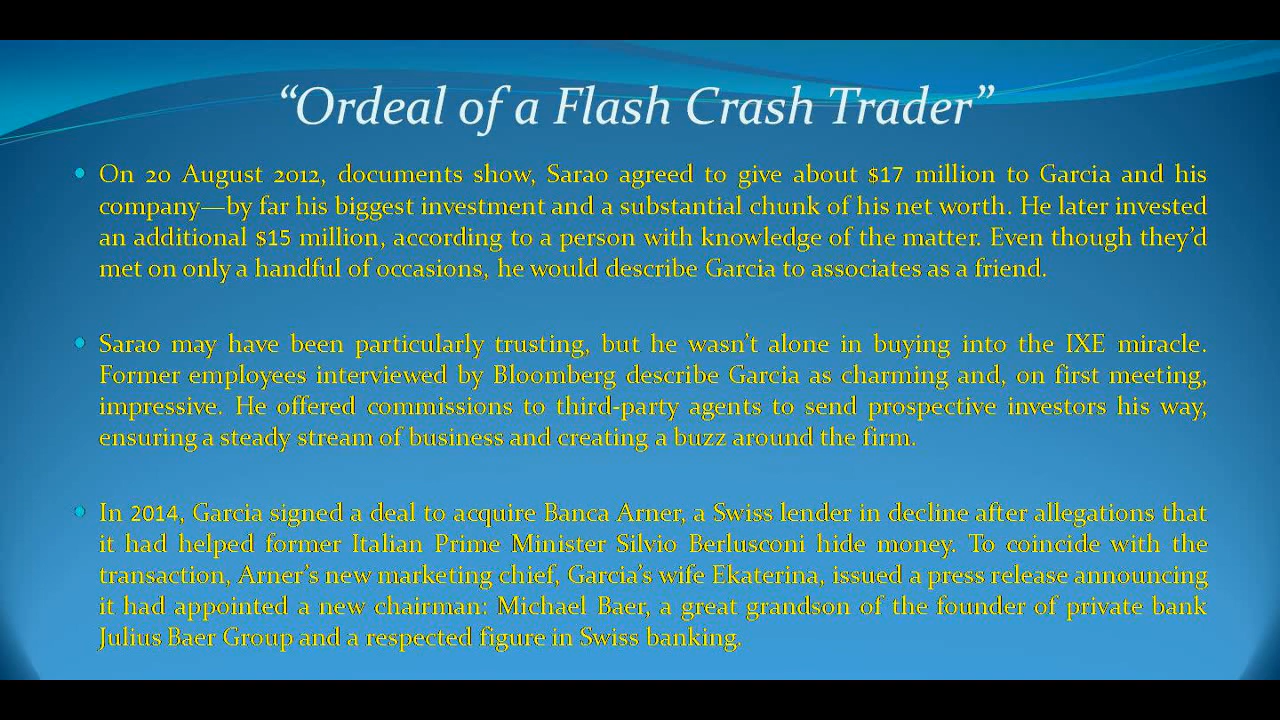 “Ordeal of a Flash Crash Trader”
On 20 August 2012, documents show, Sarao agreed to give about $17 million to Garcia and his
company—by far his biggest investment and a substantial chunk of his net worth. He later invested
an additional $15 million, according to a person with knowledge of the matter. Even though they’d
met on only a handful of occasions, he would describe Garcia to associates as a friend.
Sarao may have been particularly trusting, but he wasn’t alone in buying into the IXE miracle.
Former employees interviewed by Bloomberg describe Garcia as charming and, on first meeting,
impressive. He offered commissions to third-party agents to send prospective investors his way,
ensuring a steady stream of business and creating a buzz around the firm.
In 2014, Garcia signed a deal to acquire Banca Arner, a Swiss lender in decline after allegations that
it had helped former Italian Prime Minister Silvio Berlusconi hide money. To coincide with the
transaction, Arner’s new marketing chief, Garcia’s wife Ekaterina, issued a press release announcing
it had appointed a new chairman: Michael Baer, a great grandson of the founder of private bank
Julius Baer Group and a respected figure in Swiss banking.